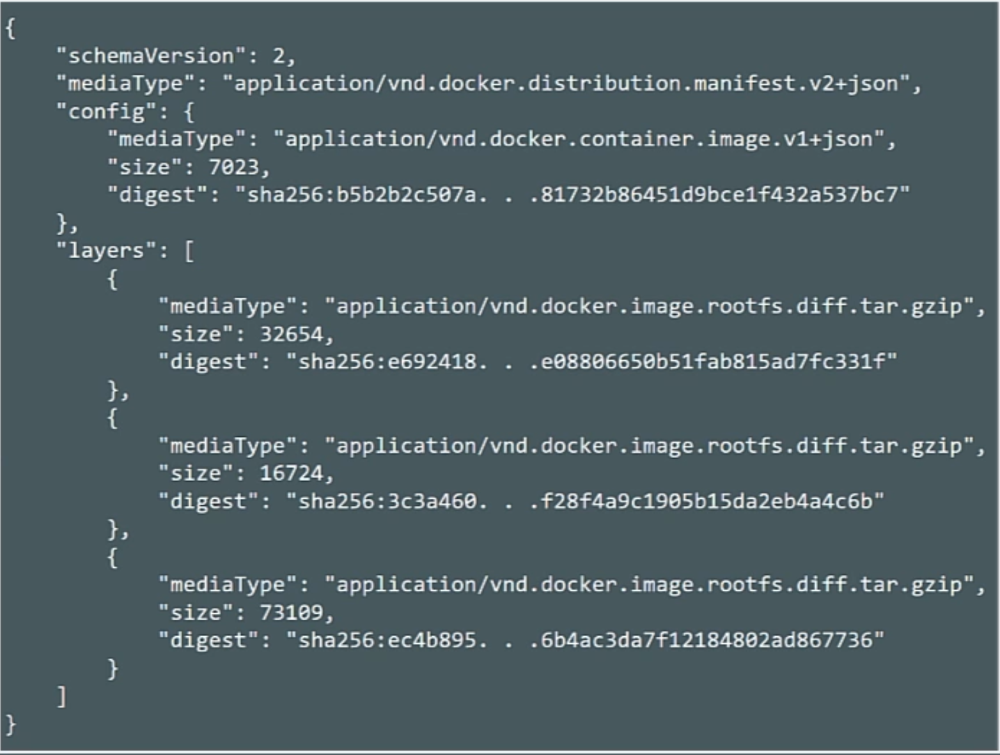 {
    "schemaVersion": 2,
    "mediaType": "application/vnd.docker.distribution.manifest.v2+json",
    "config": {
        "mediaType": "application/vnd.docker.container.image.v1+json",
        "size": 7023,
        "digest": "sha256:b5b2b2c507a. . .81732b86451d9bce1f432a537bc7"
    },
    "layers": [
        {
            "mediaType": "application/vnd.docker.image.rootfs.diff.tar.gzip",
            "size": 32654,
            "digest": "sha256:e692418. . .e08806650b51fab815ad7fc331f"
        },
        {
            "mediaType": "application/vnd.docker.image.rootfs.diff.tar.gzip",
            "size": 16724,
            "digest": "sha256:3c3a460. . .f28f4a9c1905b15da2eb4a4c6b"
        },
        {
            "mediaType": "application/vnd.docker.image.rootfs.diff.tar.gzip",
            "size": 73109,
            "digest": "sha256:ec4b895. . .6b4ac3da7f12184802ad867736"
        }
    ]
}